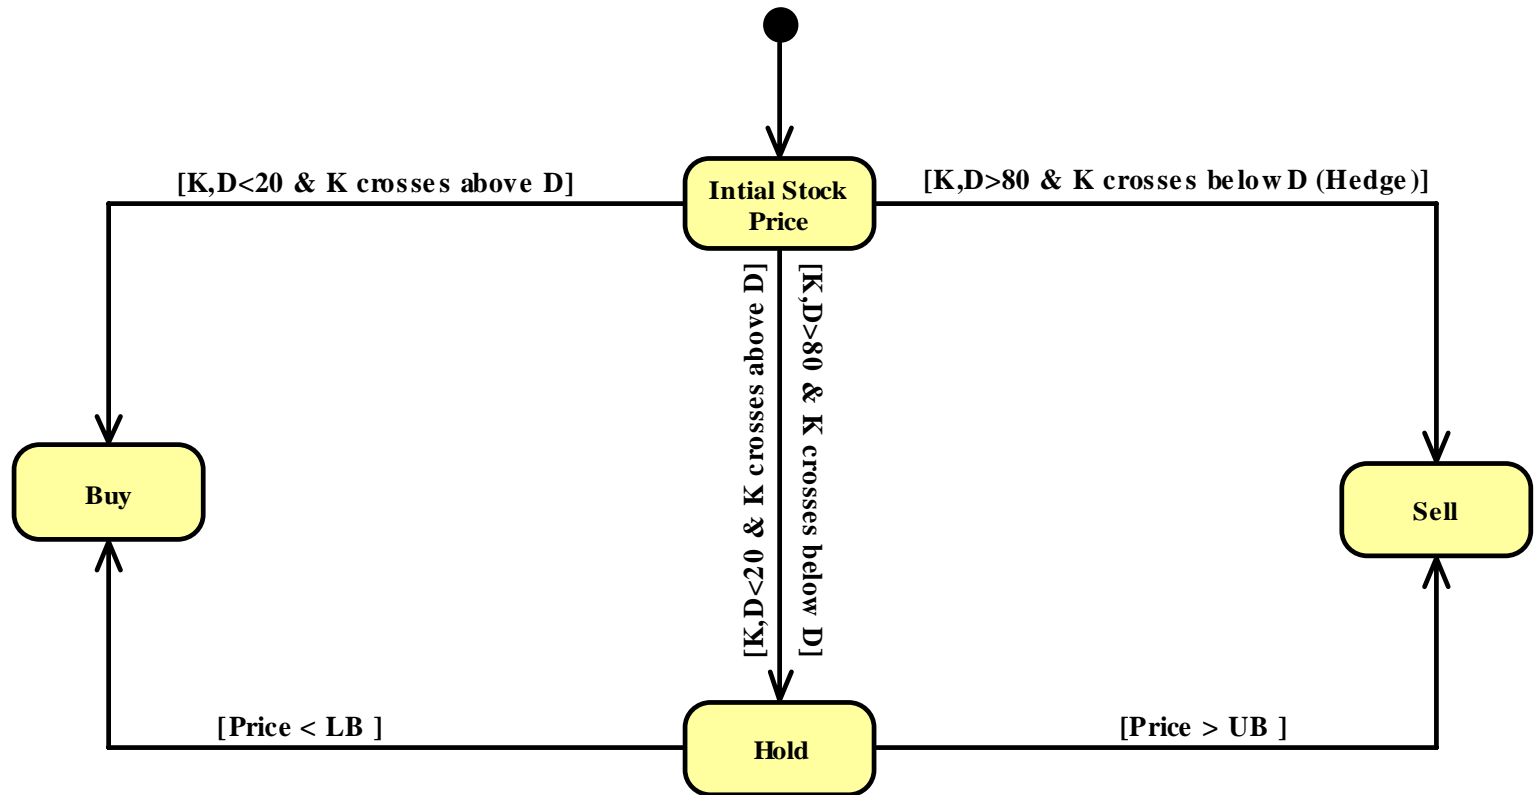 [K,D<20 & K crosses above D]
Intial Stock
Price
[K,D>80 & K crosses below D (Hedge)]
[K,D<20 & K crosses above D]
[K,D>80 & K crosses below D]
Buy
Sell
[Price < LB ]
Hold
[Price > UB ]